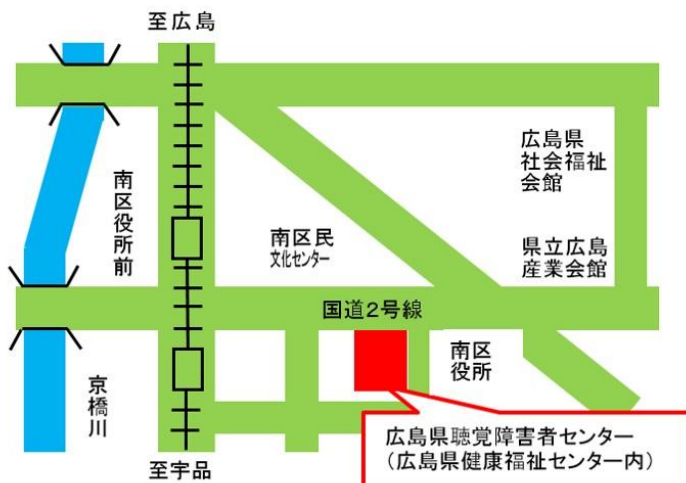 至広島
広島県
社会福祉
会館
南区役所前
南区民
文化センター
県立広島
産業会館
国道2号線
南区
役所
京橋川
広島県聴覚障害者センター
(広島県健康福祉センター内)
至宇品